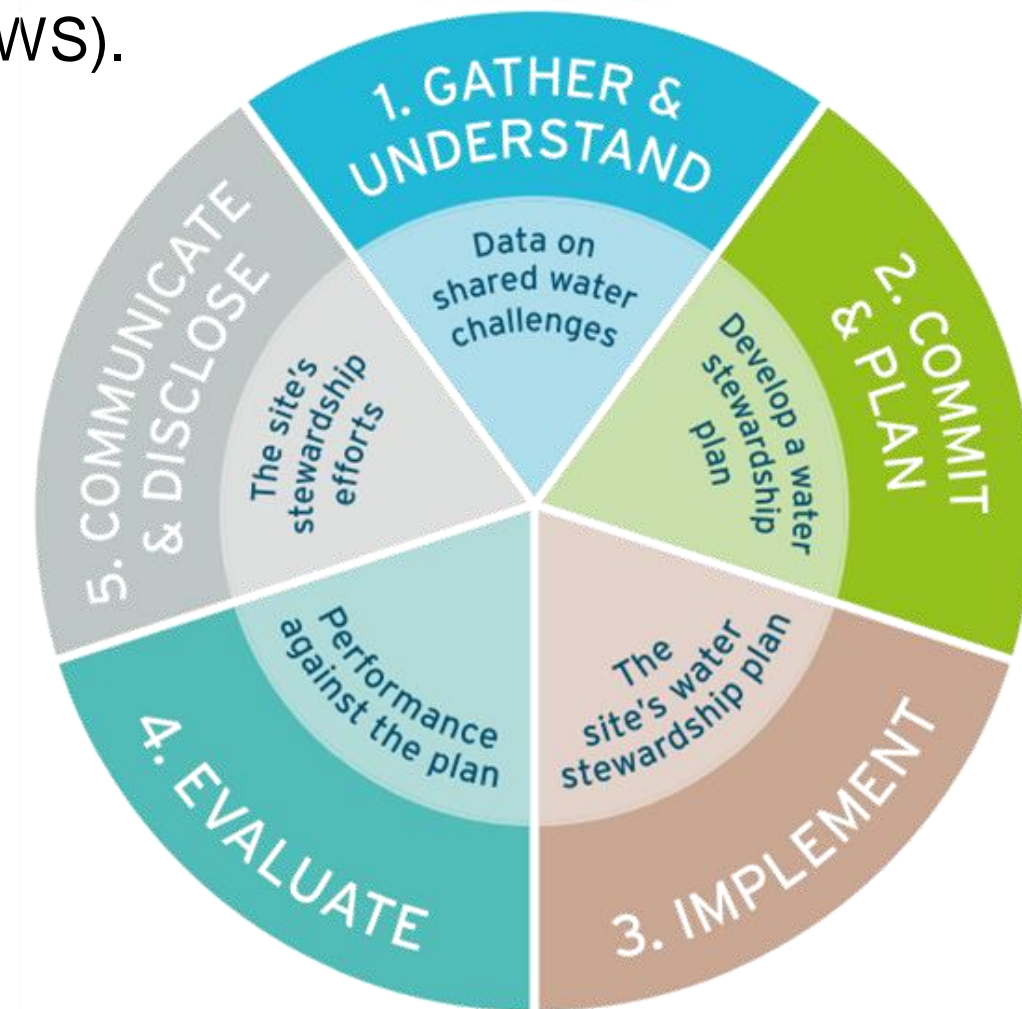 WS).
1. GATHER &
UNDERSTAND
Data on
shared water
challenges
2. COMMIT
& PLAN
Develop a water
stewardship
plan
3. IMPLEMENT
The
site's water
stewardship plan
4. EVALUATE
Performance
against the plan
5. COMMUNICATE
& DISCLOSE
The site's
stewardship
efforts